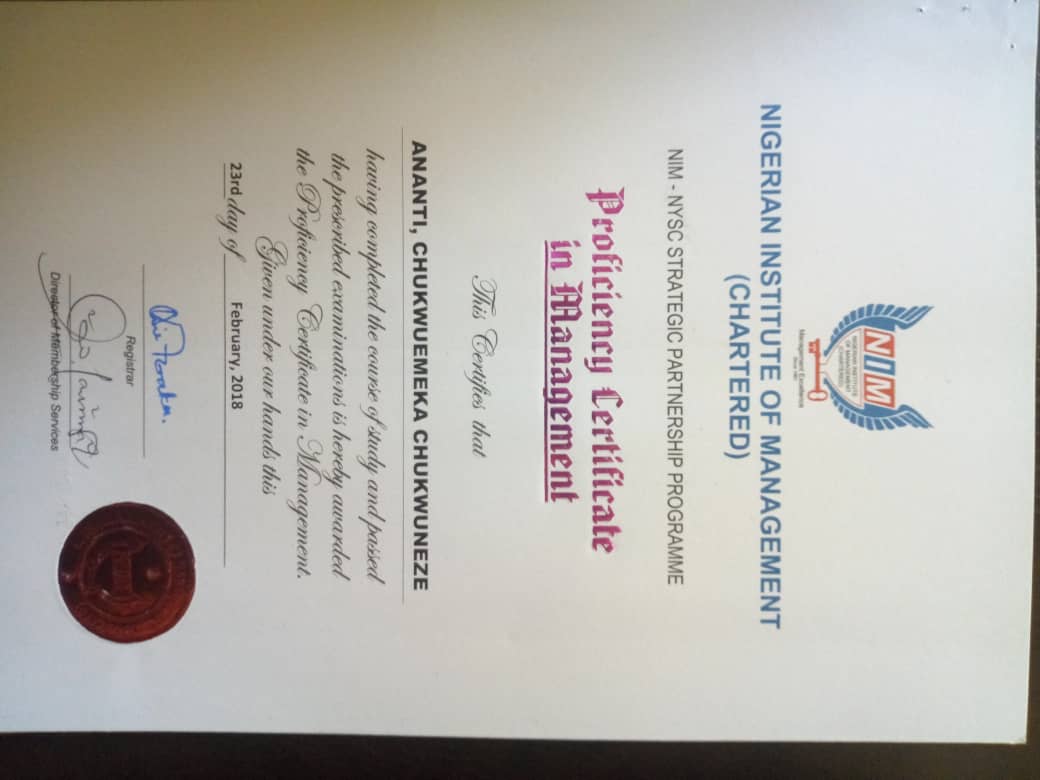 NIM
NIGERIAN INSTITUTE
OF MANAGEMENT
(CHARTERED)
Management Excellence
Since 1961
NIGERIAN INSTITUTE OF MANAGEMENT
(CHARTERED)
NIM - NYSC STRATEGIC PARTNERSHIP PROGRAMME
Proficiency Certificate
in Management
This Certifies that
ANANTI, CHUKWUEMEKA CHUKWUNEZE
having completed the course of study and passed
the prescribed examinations is hereby awarded
the Proficiency Certificate in Management.
Given under our hands this
23rd day of February, 2018
Registrar
Director of Membership Services